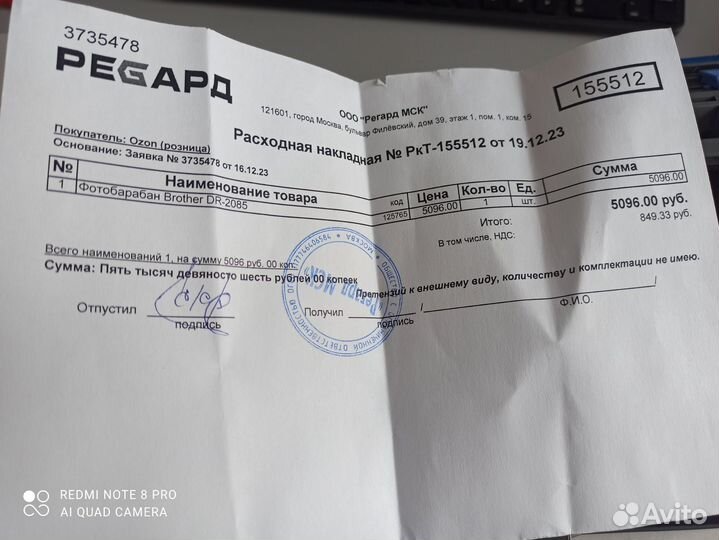 3735478
РЕГАРД
155512
ООО "Регард МСК"
121601, город Москва, бульвар Филёвский, дом 39, этаж 1, пом. 1, ком. 15
Покупатель: Ozon (розница)
Основание: Заявка № 3735478 от 16.12.23
Расходная накладная № РкТ-155512 от 19.12.23
№ Наименование товара код Цена Кол-во Ед. Сумма
1 Фотобарабан Brother DR-2085 125765 5096.00 1 шт. 5096.00
Итого: 5096.00 руб.
В том числе, НДС: 849.33 руб.
Всего наименований 1, на сумму 5096 руб. 00 коп.
Сумма: Пять тысяч девяносто шесть рублей 00 копеек
Претензий к внешнему виду, количеству и комплектации не имею.
Отпустил Получил / /
подпись подпись Ф.И.О.
"Регард МСК"
МОСКВА
REDMI NOTE 8 PRO
AI QUAD CAMERA
Avito